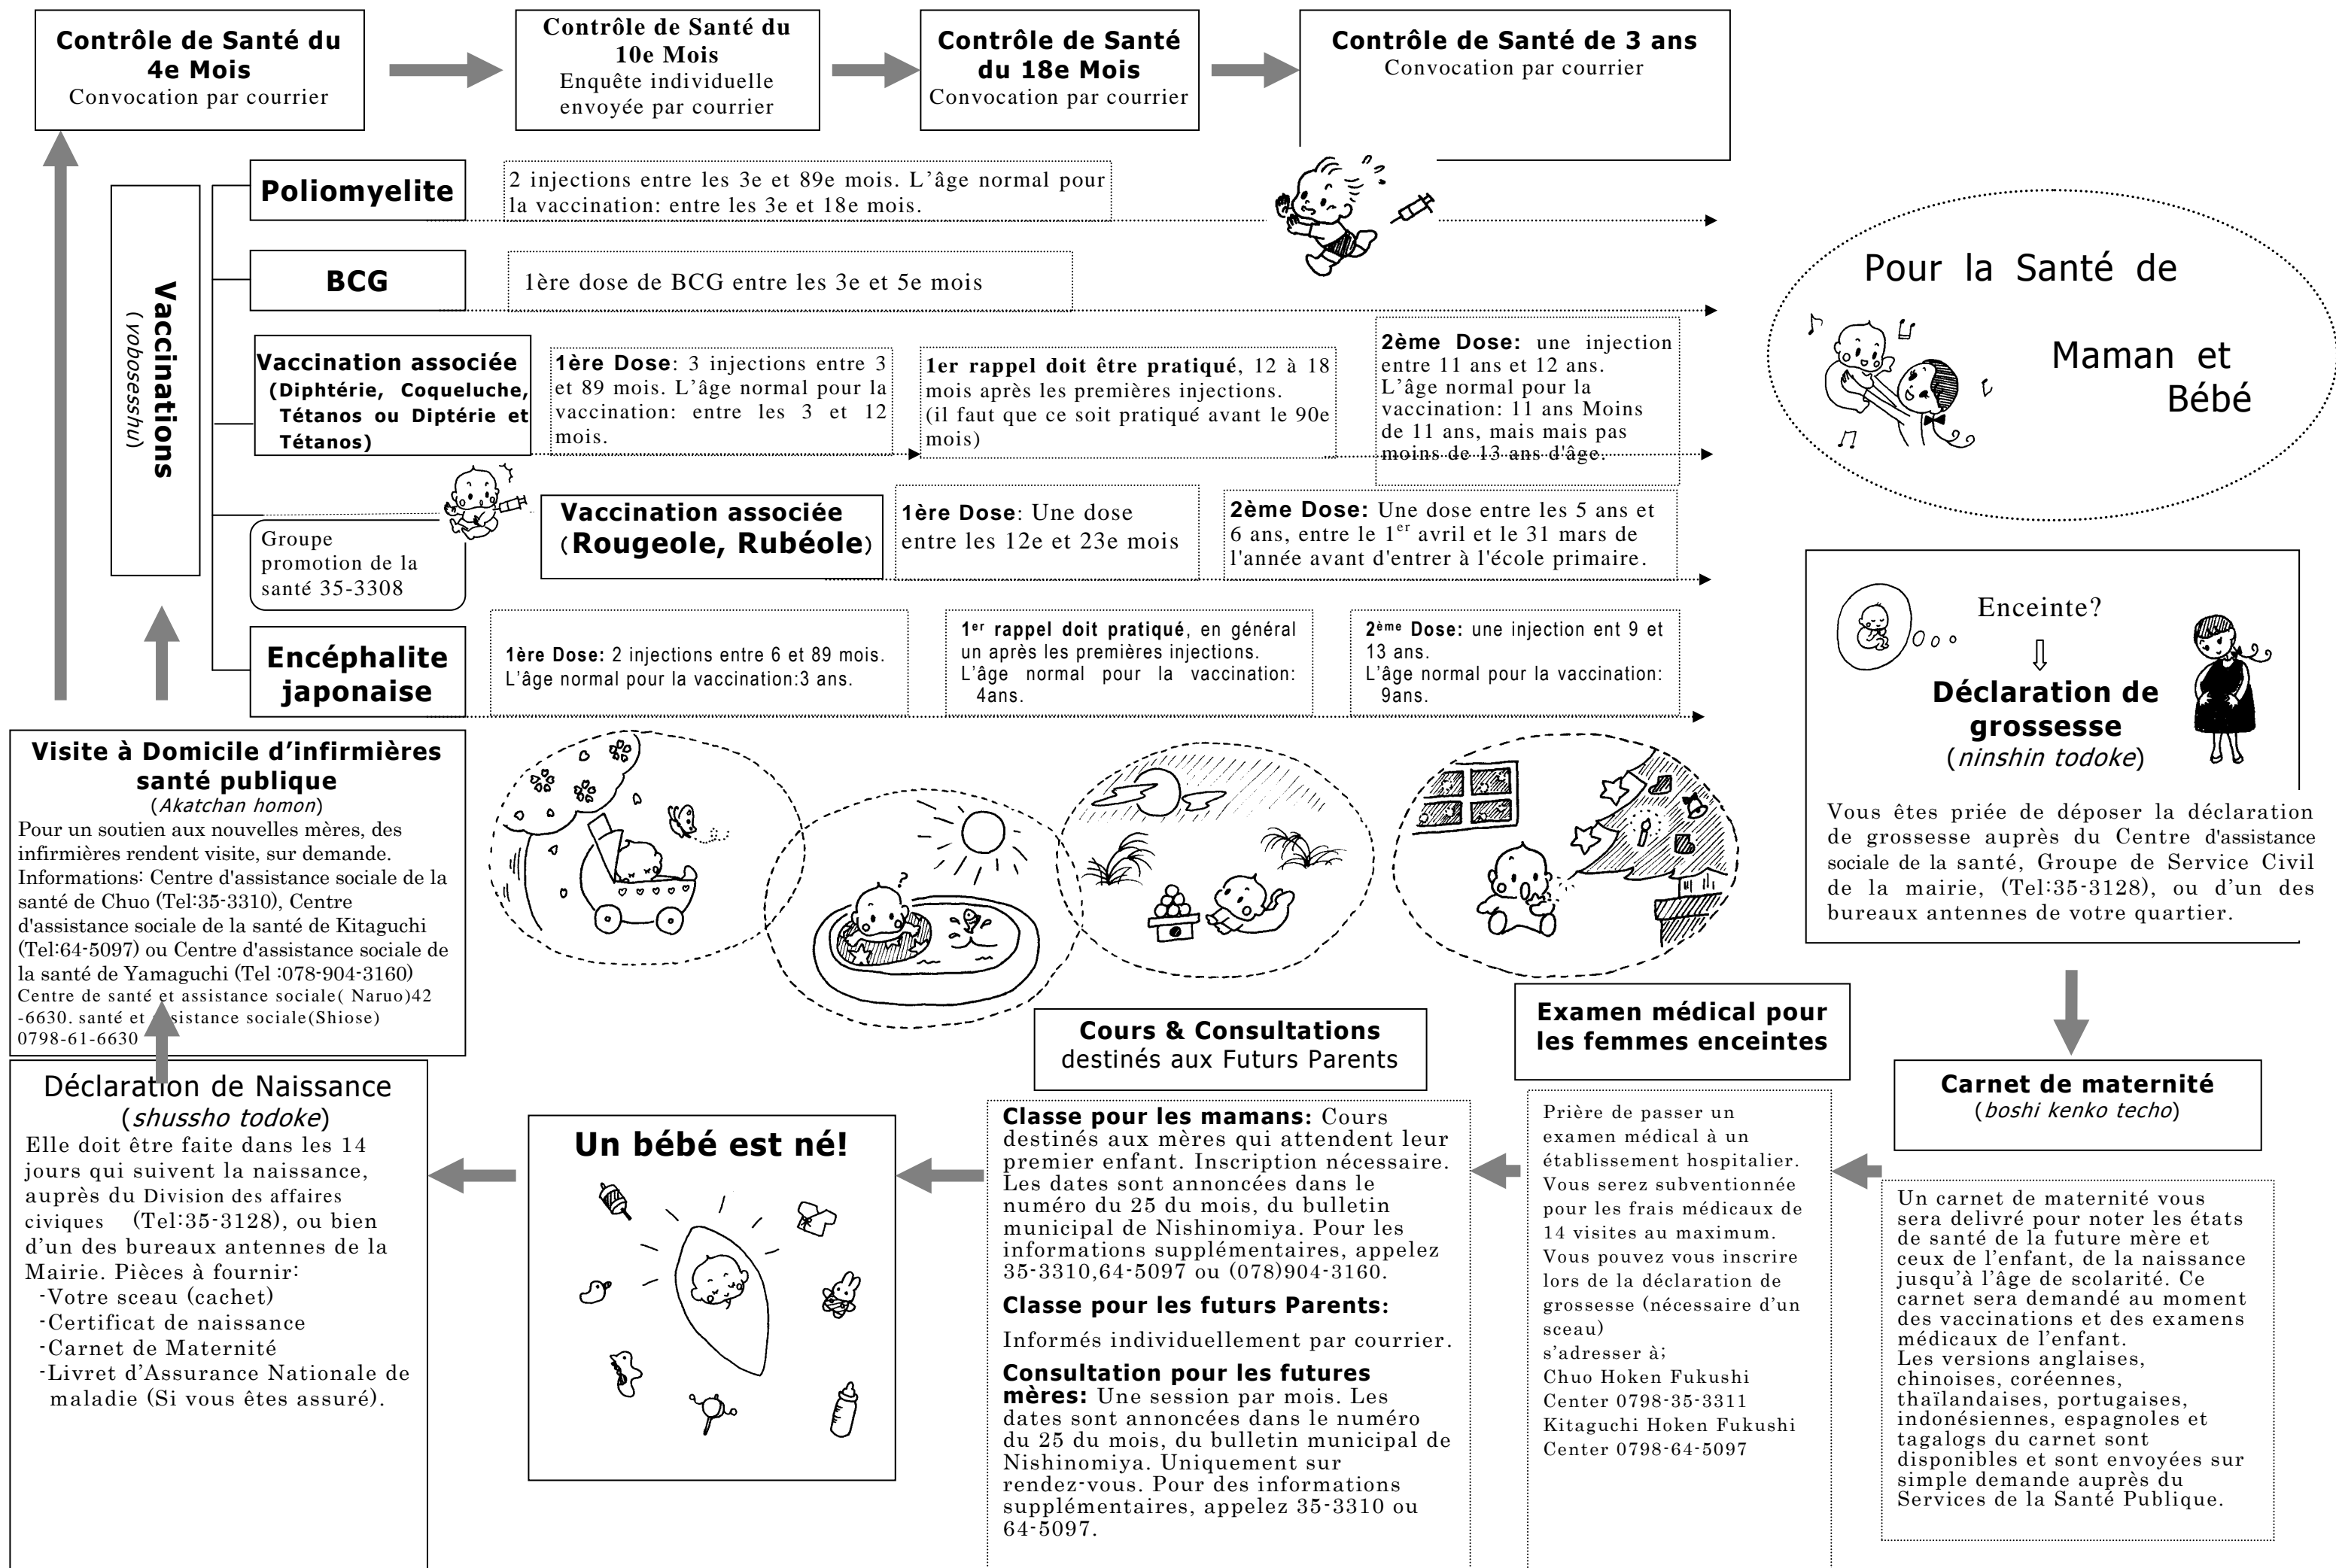 Contrôle de Santé du
4e Mois
Convocation par courrier
Contrôle de Santé du
10e Mois
Enquête individuelle
envoyée par courrier
Contrôle de Santé
du 18e Mois
Convocation par courrier
Contrôle de Santé de 3 ans
Convocation par courrier
Vaccinations
(yobosesshu)
Poliomyelite
2 injections entre les 3e et 89e mois. L'âge normal pour
la vaccination: entre les 3e et 18e mois.
BCG
1ère dose de BCG entre les 3e et 5e mois
Vaccination associée
(Diphtérie, Coqueluche,
Tétanos ou Diptérie et
Tétanos)
1ère Dose: 3 injections entre 3
et 89 mois. L'âge normal pour la
vaccination: entre les 3 et 12
mois.
1er rappel doit être pratiqué, 12 à 18
mois après les premières injections.
(il faut que ce soit pratiqué avant le 90e
mois)
2ème Dose: une injection
entre 11 ans et 12 ans.
L'âge normal pour la
vaccination: 11 ans Moins
de 11 ans, mais mais pas
moins de 13 ans d'âge.
Groupe
promotion de la
santé 35-3308
Vaccination associée
(Rougeole, Rubéole)
1ère Dose: Une dose
entre les 12e et 23e mois
2ème Dose: Une dose entre les 5 ans et
6 ans, entre le 1er avril et le 31 mars de
l'année avant d'entrer à l'école primaire.
Encéphalite
japonaise
1ère Dose: 2 injections entre 6 et 89 mois.
L'âge normal pour la vaccination:3 ans.
1er rappel doit pratiqué, en général
un après les premières injections.
L'âge normal pour la vaccination:
4ans.
2ème Dose: une injection ent 9 et
13 ans.
L'âge normal pour la vaccination:
9ans.
Pour la Santé de
Maman et
Bébé
Enceinte?
Déclaration de
grossesse
(ninshin todoke)
Vous êtes priée de déposer la déclaration
de grossesse auprès du Centre d'assistance
sociale de la santé, Groupe de Service Civil
de la mairie, (Tel:35-3128), ou d'un des
bureaux antennes de votre quartier.
Visite à Domicile d'infirmières
santé publique
(Akatchan homon)
Pour un soutien aux nouvelles mères, des
infirmières rendent visite, sur demande.
Informations: Centre d'assistance sociale de la
santé de Chuo (Tel:35-3310), Centre
d'assistance sociale de la santé de Kitaguchi
(Tel:64-5097) ou Centre d'assistance sociale de
la santé de Yamaguchi (Tel :078-904-3160)
Centre de santé et assistance sociale( Naruo)42
-6630. santé et assistance sociale(Shiose)
0798-61-6630
Déclaration de Naissance
(shussho todoke)
Elle doit être faite dans les 14
jours qui suivent la naissance,
auprès du Division des affaires
civiques (Tel:35-3128), ou bien
d'un des bureaux antennes de la
Mairie. Pièces à fournir:
-Votre sceau (cachet)
-Certificat de naissance
-Carnet de Maternité
-Livret d'Assurance Nationale de
maladie (Si vous êtes assuré).
Un bébé est né!
Cours & Consultations
destinés aux Futurs Parents
Classe pour les mamans: Cours
destinés aux mères qui attendent leur
premier enfant. Inscription nécessaire.
Les dates sont annoncées dans le
numéro du 25 du mois, du bulletin
municipal de Nishinomiya. Pour les
informations supplémentaires, appelez
35-3310,64-5097 ou (078)904-3160.
Classe pour les futurs Parents:
Informés individuellement par courrier.
Consultation pour les futures
mères: Une session par mois. Les
dates sont annoncées dans le numéro
du 25 du mois, du bulletin municipal de
Nishinomiya. Uniquement sur
rendez-vous. Pour des informations
supplémentaires, appelez 35-3310 ou
64-5097.
Examen médical pour
les femmes enceintes
Prière de passer un
examen médical à un
établissement hospitalier.
Vous serez subventionnée
pour les frais médicaux de
14 visites au maximum.
Vous pouvez vous inscrire
lors de la déclaration de
grossesse (nécessaire d'un
sceau)
s'adresser à;
Chuo Hoken Fukushi
Center 0798-35-3311
Kitaguchi Hoken Fukushi
Center 0798-64-5097
Carnet de maternité
(boshi kenko techo)
Un carnet de maternité vous
sera delivré pour noter les états
de santé de la future mère et
ceux de l'enfant, de la naissance
jusqu'à l'âge de scolarité. Ce
carnet sera demandé au moment
des vaccinations et des examens
médicaux de l'enfant.
Les versions anglaises,
chinoises, coréennes,
thaïlandaises, portugaises,
indonésiennes, espagnoles et
tagalogs du carnet sont
disponibles et sont envoyées sur
simple demande auprès du
Services de la Santé Publique.